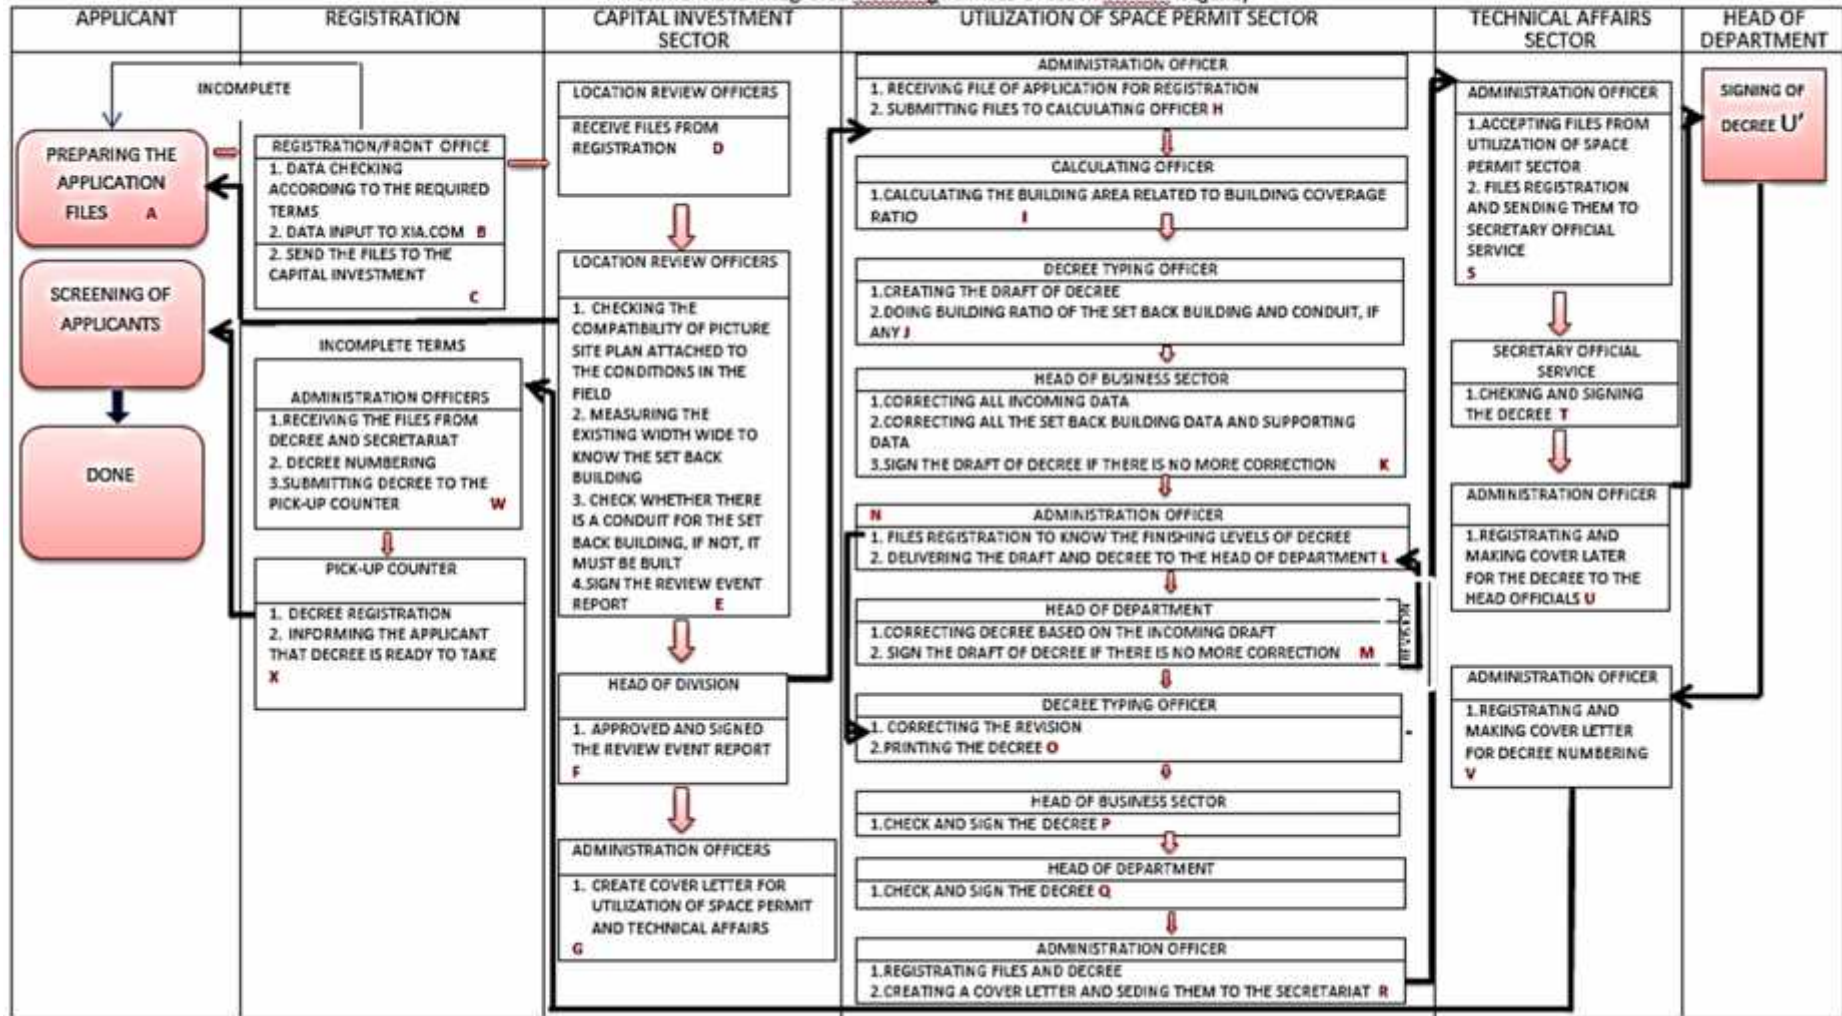 APPLICANT
REGISTRATION
CAPITAL INVESTMENT
SECTOR
UTILIZATION OF SPACE PERMIT SECTOR
TECHNICAL AFFAIRS
SECTOR
HEAD OF
DEPARTMENT
PREPARING THE
APPLICATION
FILES A
SCREENING OF
APPLICANTS
DONE
INCOMPLETE
REGISTRATION/FRONT OFFICE
1. DATA CHECKING
ACCORDING TO THE REQUIRED
TERMS
2. DATA INPUT TO XIA.COM B
2. SEND THE FILES TO THE
CAPITAL INVESTMENT
C
INCOMPLETE TERMS
ADMINISTRATION OFFICERS
1.RECEIVING THE FILES FROM
DECREE AND SECRETARIAT
2. DECREE NUMBERING
3.SUBMITTING DECREE TO THE
PICK-UP COUNTER W
PICK-UP COUNTER
1. DECREE REGISTRATION
2. INFORMING THE APPLICANT
THAT DECREE IS READY TO TAKE
X
LOCATION REVIEW OFFICERS
RECEIVE FILES FROM
REGISTRATION D
LOCATION REVIEW OFFICERS
1. CHECKING THE
COMPATIBILITY OF PICTURE
SITE PLAN ATTACHED TO
THE CONDITIONS IN THE
FIELD
2. MEASURING THE
EXISTING WIDTH WIDE TO
KNOW THE SET BACK
BUILDING
3. CHECK WHETHER THERE
IS A CONDUIT FOR THE SET
BACK BUILDING, IF NOT, IT
MUST BE BUILT
4.SIGN THE REVIEW EVENT
REPORT E
HEAD OF DIVISION
1. APPROVED AND SIGNED
THE REVIEW EVENT REPORT
F
ADMINISTRATION OFFICERS
1. CREATE COVER LETTER FOR
UTILIZATION OF SPACE PERMIT
AND TECHNICAL AFFAIRS
G
ADMINISTRATION OFFICER
1. RECEIVING FILE OF APPLICATION FOR REGISTRATION
2. SUBMITTING FILES TO CALCULATING OFFICER H
CALCULATING OFFICER
1.CALCULATING THE BUILDING AREA RELATED TO BUILDING COVERAGE
RATIO I
DECREE TYPING OFFICER
1.CREATING THE DRAFT OF DECREE
2.DOING BUILDING RATIO OF THE SET BACK BUILDING AND CONDUIT, IF
ANY J
HEAD OF BUSINESS SECTOR
1.CORRECTING ALL INCOMING DATA
2.CORRECTING ALL THE SET BACK BUILDING DATA AND SUPPORTING
DATA
3.SIGN THE DRAFT OF DECREE IF THERE IS NO MORE CORRECTION K
N ADMINISTRATION OFFICER
1. FILES REGISTRATION TO KNOW THE FINISHING LEVELS OF DECREE
2. DELIVERING THE DRAFT AND DECREE TO THE HEAD OF DEPARTMENT L
HEAD OF DEPARTMENT
1.CORRECTING DECREE BASED ON THE INCOMING DRAFT
2. SIGN THE DRAFT OF DECREE IF THERE IS NO MORE CORRECTION M
REVISION
DECREE TYPING OFFICER
1. CORRECTING THE REVISION
2.PRINTING THE DECREE O
HEAD OF BUSINESS SECTOR
1.CHECK AND SIGN THE DECREE P
HEAD OF DEPARTMENT
1.CHECK AND SIGN THE DECREE Q
ADMINISTRATION OFFICER
1.REGISTRATING FILES AND DECREE
2.CREATING A COVER LETTER AND SEDING THEM TO THE SECRETARIAT R
ADMINISTRATION OFFICER
1.ACCEPTING FILES FROM
UTILIZATION OF SPACE
PERMIT SECTOR
2. FILES REGISTRATION
AND SENDING THEM TO
SECRETARY OFFICIAL
SERVICE
S
SECRETARY OFFICIAL
SERVICE
1.CHEKING AND SIGNING
THE DECREE T
ADMINISTRATION OFFICER
1.REGISTRATING AND
MAKING COVER LATER
FOR THE DECREE TO THE
HEAD OFFICIALS U
ADMINISTRATION OFFICER
1.REGISTRATING AND
MAKING COVER LETTER
FOR DECREE NUMBERING
V
SIGNING OF
DECREE U'